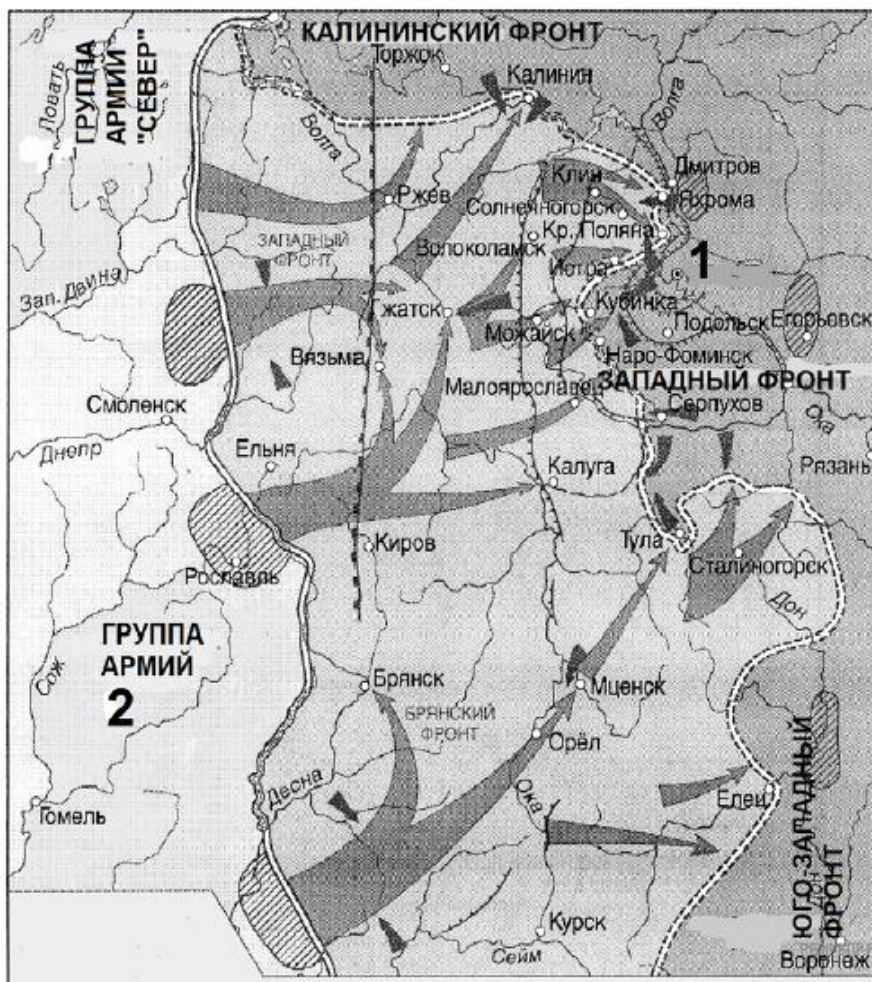 КАЛИНИНСКИЙ ФРОНТ
ГРУППА
АРМИЙ
"СЕВЕР"
Ловать
Торжок
Калинин
Волга
Волга
Дмитров
Яхрома
Клин
Солнечногорск
Ржев
Кр. Поляна
ЗАПАДНЫЙ
ФРОНТ
Волоколамск
Истра
1
Зап. Двина
жатск
Кубинка
Можайск
Подольск
Егорьевск
Наро-Фоминск
Вязьма
Малоярославец
ЗАПАДНЫЙ ФРОНТ
Смоленск
Серпухов
Ока
Днепр
Ельня
Калуга
Рязань
Киров
Тула
Рославль
Сталиногорск
Дон
ГРУППА
АРМИЙ
2
Сож
Брянск
Мценск
БРЯНСКИЙ
ФРОНТ
Орёл
Десна
Ока
Елец
Гомель
ЮГО-ЗАПАДНЫЙ
ФРОНТ
Дон
Курск
Сейм
Воронеж